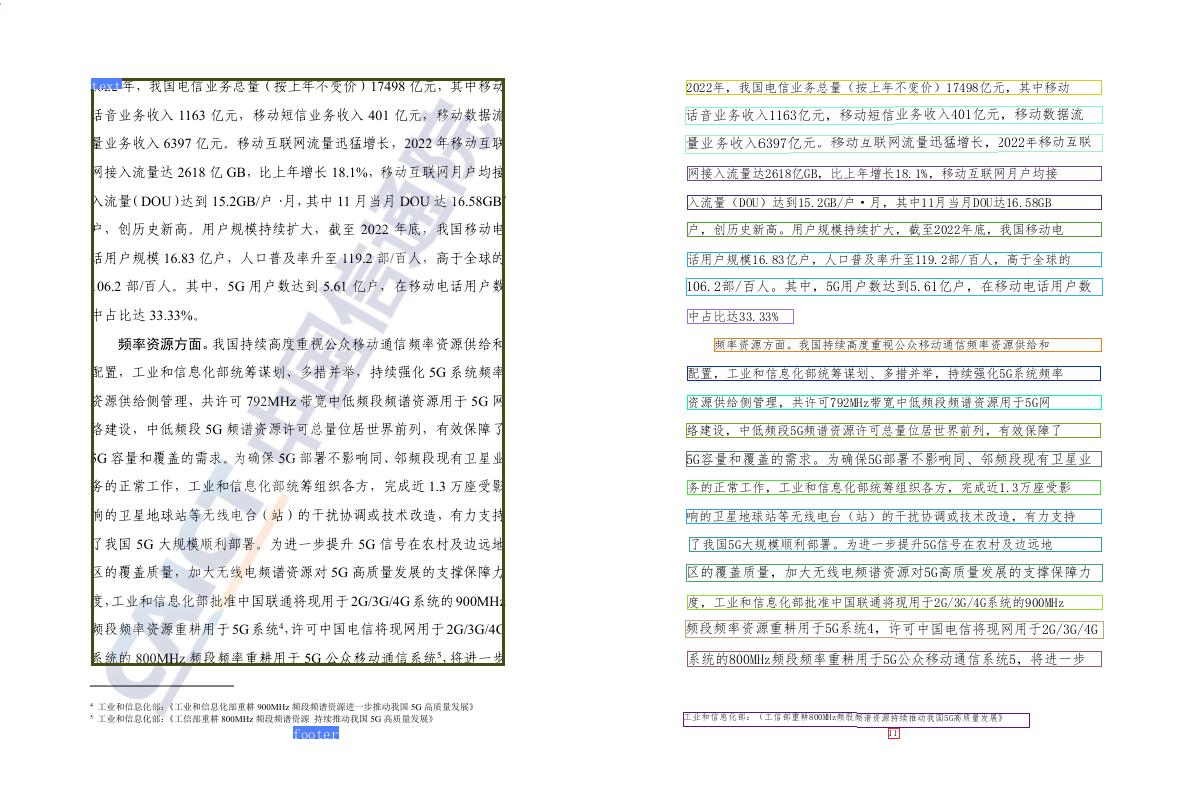 text
年，我国电信业务总量（按上年不变价）17498 亿元，其中移动
话音业务收入 1163 亿元，移动短信业务收入 401 亿元，移动数据流
量业务收入 6397 亿元。移动互联网流量迅猛增长，2022 年移动互联
网接入流量达 2618 亿 GB，比上年增长 18.1%，移动互联网月户均接
入流量（DOU）达到 15.2GB/户·月，其中 11 月当月 DOU 达 16.58GB/
户，创历史新高。用户规模持续扩大，截至 2022 年底，我国移动电
话用户规模 16.83 亿户，人口普及率升至 119.2 部/百人，高于全球的
106.2 部/百人。其中，5G 用户数达到 5.61 亿户，在移动电话用户数
中占比达 33.33%。
频率资源方面。我国持续高度重视公众移动通信频率资源供给和
配置，工业和信息化部统筹谋划、多措并举，持续强化 5G 系统频率
资源供给侧管理，共许可 792MHz 带宽中低频段频谱资源用于 5G 网
络建设，中低频段 5G 频谱资源许可总量位居世界前列，有效保障了
5G 容量和覆盖的需求。为确保 5G 部署不影响同、邻频段现有卫星业
务的正常工作，工业和信息化部统筹组织各方，完成近 1.3 万座受影
响的卫星地球站等无线电台（站）的干扰协调或技术改造，有力支持
了我国 5G 大规模顺利部署。为进一步提升 5G 信号在农村及边远地
区的覆盖质量，加大无线电频谱资源对 5G 高质量发展的支撑保障力
度，工业和信息化部批准中国联通将现用于 2G/3G/4G 系统的 900MHz
频段频率资源重耕用于 5G 系统⁴，许可中国电信将现网用于 2G/3G/4G
系统的 800MHz 频段频率重耕用于 5G 公众移动通信系统⁵，将进一步
CAICT 中国信通院
⁴ 工业和信息化部：《工业和信息化部重耕 900MHz 频段频谱资源进一步推动我国 5G 高质量发展》
⁵ 工业和信息化部：《工信部重耕 800MHz 频段频谱资源 持续推动我国 5G 高质量发展》
footer
2022年，我国电信业务总量（按上年不变价）17498亿元，其中移动
话音业务收入1163亿元，移动短信业务收入401亿元，移动数据流
量业务收入6397亿元。移动互联网流量迅猛增长，2022年移动互联
网接入流量达2618亿GB，比上年增长18.1%，移动互联网月户均接
入流量（DOU）达到15.2GB/户·月，其中11月当月DOU达16.58GB
户，创历史新高。用户规模持续扩大，截至2022年底，我国移动电
话用户规模16.83亿户，人口普及率升至119.2部/百人，高于全球的
106.2部/百人。其中，5G用户数达到5.61亿户，在移动电话用户数
中占比达33.33%
频率资源方面。我国持续高度重视公众移动通信频率资源供给和
配置，工业和信息化部统筹谋划、多措并举，持续强化5G系统频率
资源供给侧管理，共许可792MHz带宽中低频段频谱资源用于5G网
络建设，中低频段5G频谱资源许可总量位居世界前列，有效保障了
5G容量和覆盖的需求。为确保5G部署不影响同、邻频段现有卫星业
务的正常工作，工业和信息化部统筹组织各方，完成近1.3万座受影
响的卫星地球站等无线电台（站）的干扰协调或技术改造，有力支持
了我国5G大规模顺利部署。为进一步提升5G信号在农村及边远地
区的覆盖质量，加大无线电频谱资源对5G高质量发展的支撑保障力
度，工业和信息化部批准中国联通将现用于2G/3G/4G系统的900MHz
频段频率资源重耕用于5G系统4，许可中国电信将现网用于2G/3G/4G
系统的800MHz频段频率重耕用于5G公众移动通信系统5，将进一步
工业和信息化部：（工信部重耕800MHz频股频谱资源持续推动我国5G高质量发展》
11